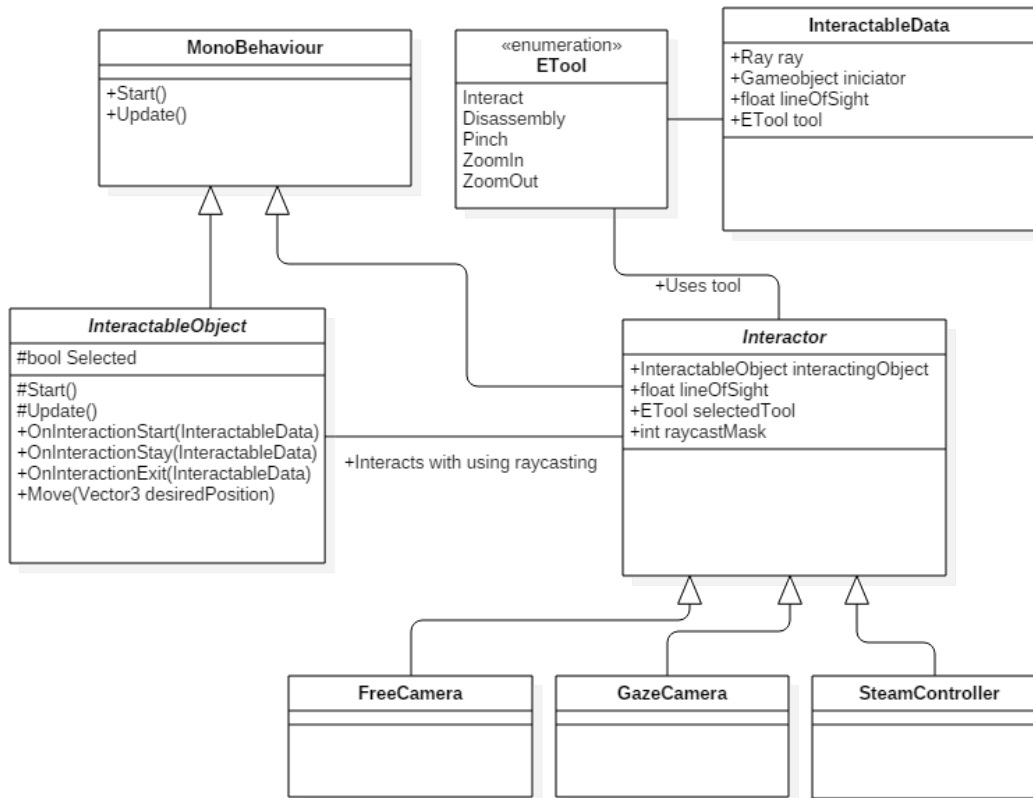 MonoBehaviour
+Start()
+Update()
«enumeration»
ETool
Interact
Disassembly
Pinch
ZoomIn
ZoomOut
InteractableData
+Ray ray
+Gameobject iniciator
+float lineOfSight
+ETool tool
+Uses tool
InteractableObject
#bool Selected
#Start()
#Update()
+OnInteractionStart(InteractableData)
+OnInteractionStay(InteractableData)
+OnInteractionExit(InteractableData)
+Move(Vector3 desiredPosition)
+Interacts with using raycasting
Interactor
+InteractableObject interactingObject
+float lineOfSight
+ETool selectedTool
+int raycastMask
FreeCamera
GazeCamera
SteamController